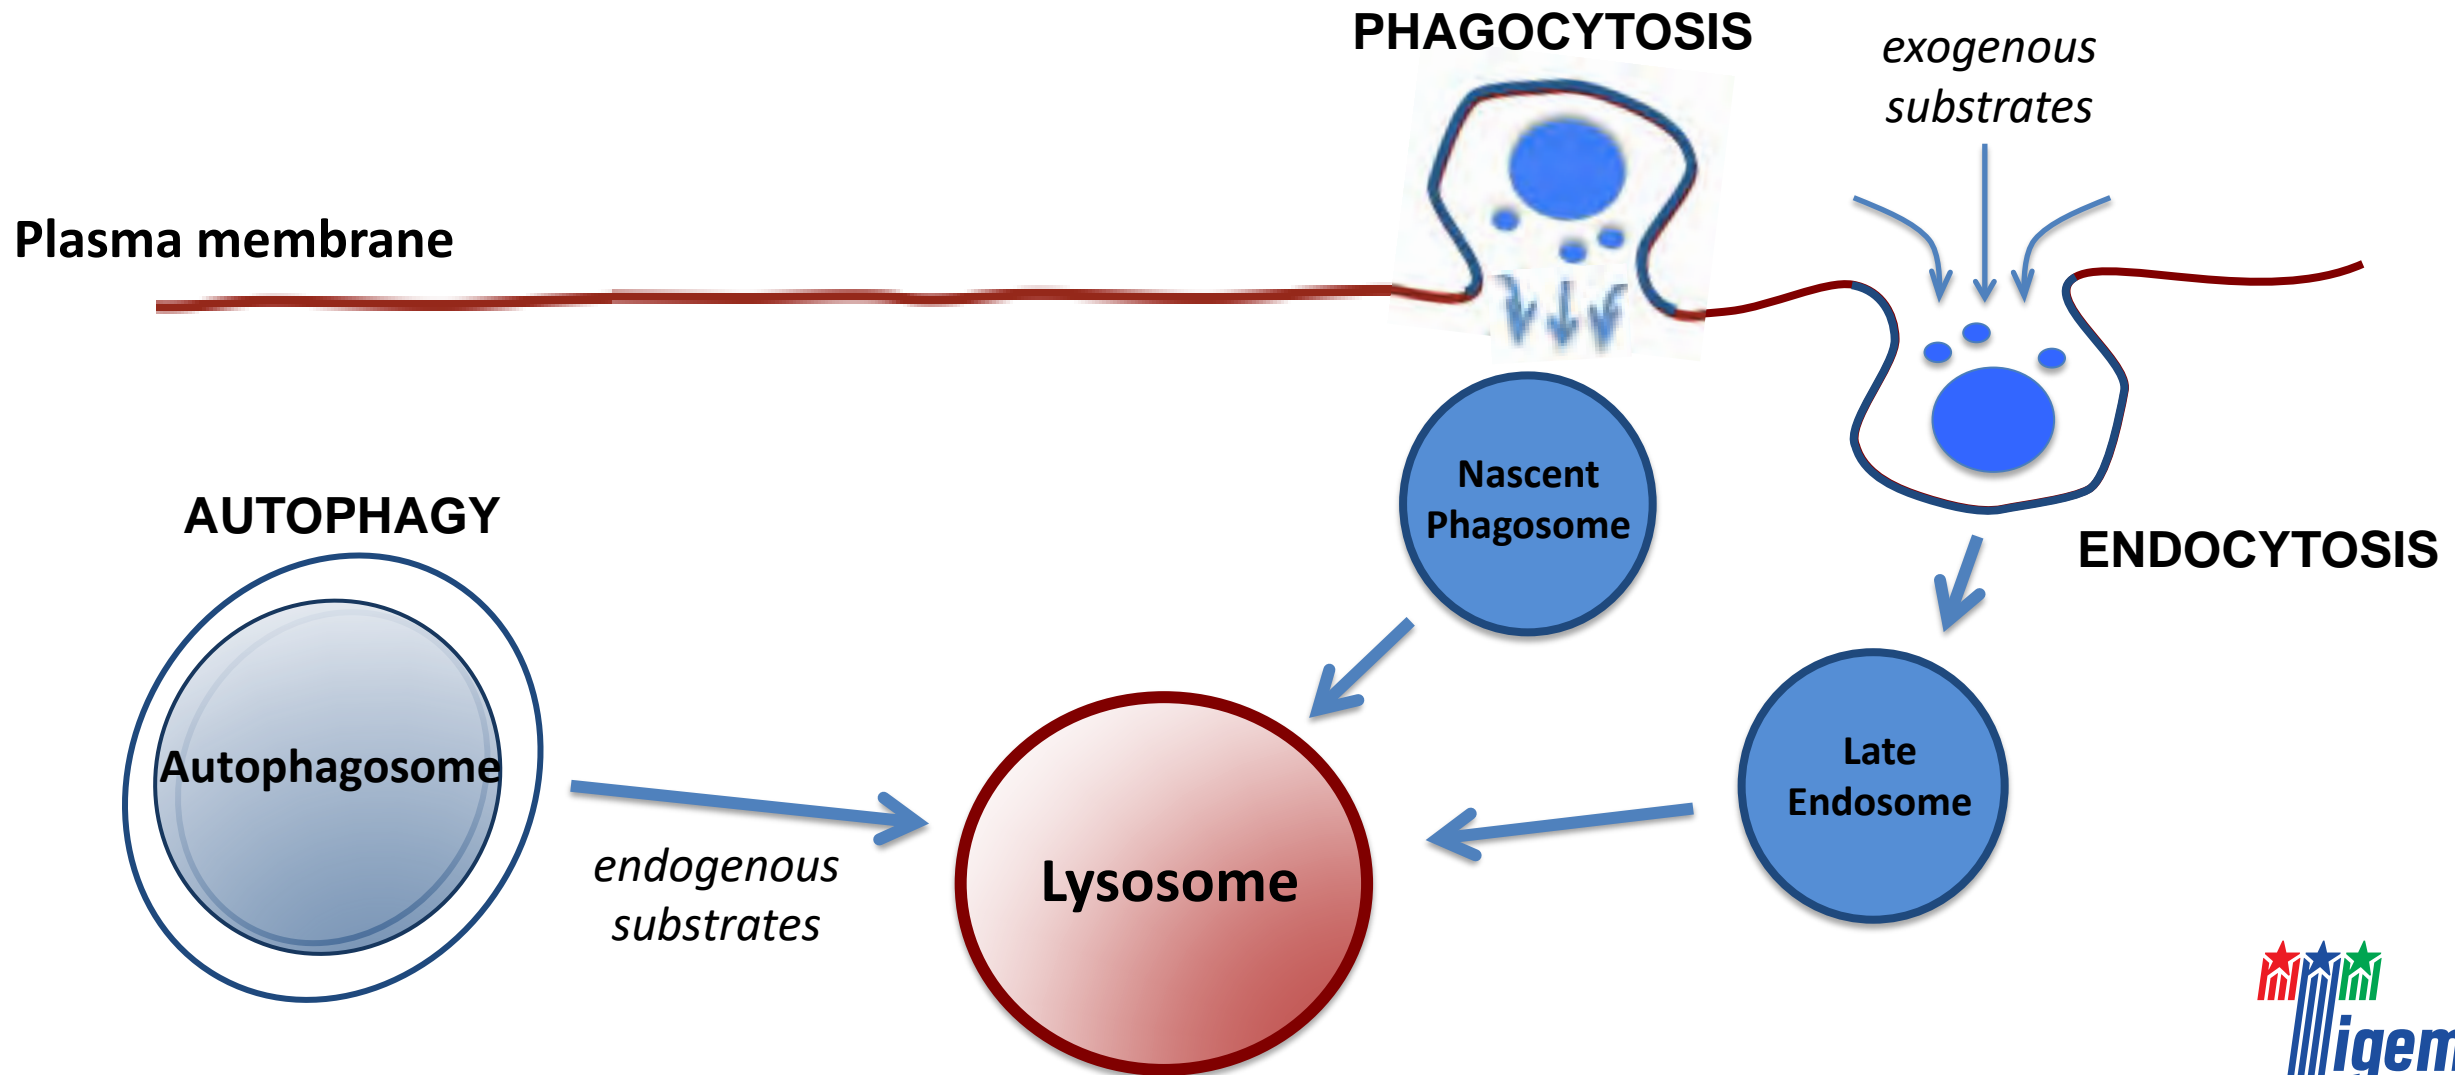 PHAGOCYTOSIS
exogenous
substrates
Plasma membrane
Nascent
Phagosome
AUTOPHAGY
ENDOCYTOSIS
Autophagosome
Late
Endosome
endogenous
substrates
Lysosome
igem